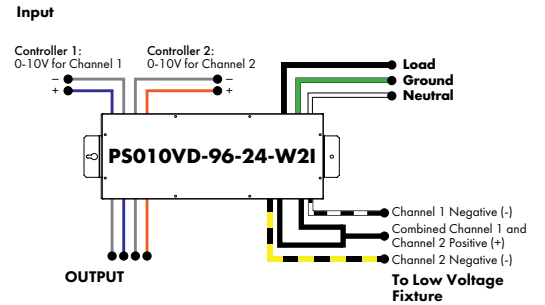 Input
Controller 1:
0-10V for Channel 1
Controller 2:
0-10V for Channel 2
–
+
–
+
Load
Ground
Neutral
PS010VD-96-24-W2I
Channel 1 Negative (-)
Combined Channel 1 and
Channel 2 Positive (+)
Channel 2 Negative (-)
OUTPUT
To Low Voltage
Fixture